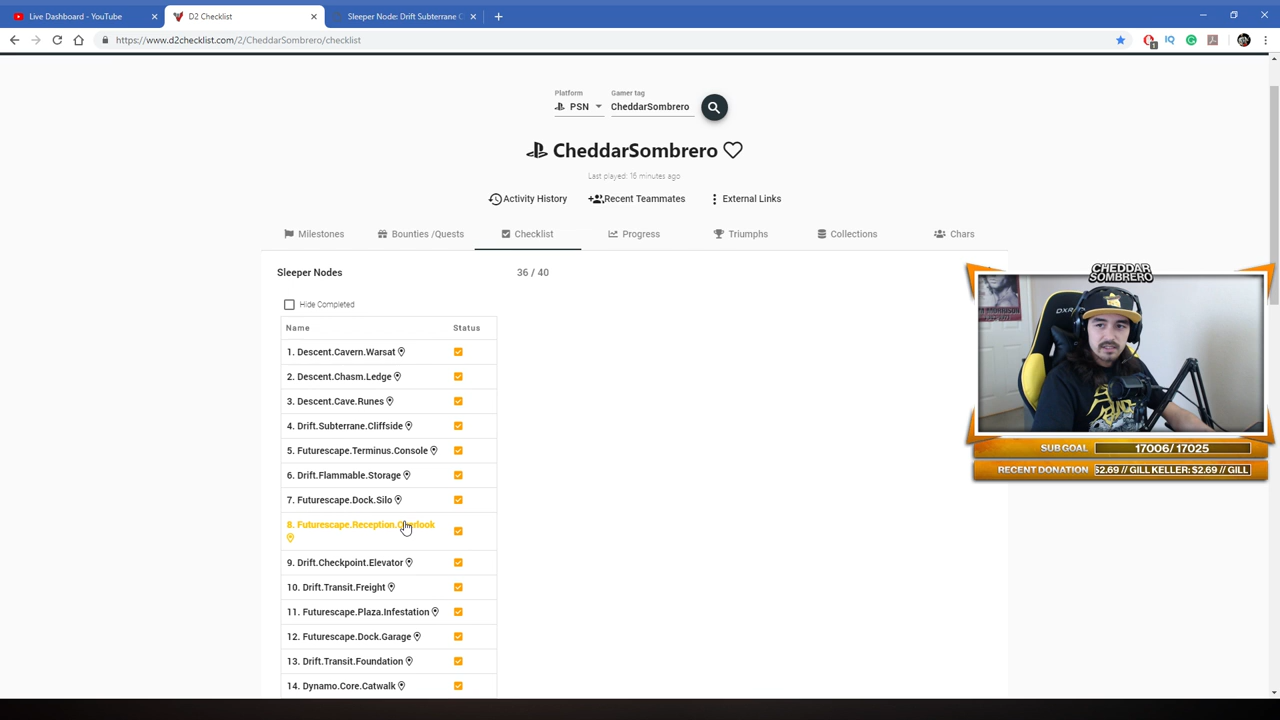 Live Dashboard - YouTube
D2 Checklist
Sleeper Node: Drift Subterrane C
https://www.d2checklist.com/2/CheddarSombrero/checklist
Platform
Gamer tag
PSN
CheddarSombrero
CheddarSombrero
Last played: 16 minutes ago
Activity History
Recent Teammates
External Links
Milestones
Bounties /Quests
Checklist
Progress
Triumphs
Collections
Chars
Sleeper Nodes
36 / 40
Hide Completed
Name
Status
1. Descent.Cavern.Warsat
2. Descent.Chasm.Ledge
3. Descent.Cave.Runes
4. Drift.Subterrane.Cliffside
5. Futurescape.Terminus.Console
6. Drift.Flammable.Storage
7. Futurescape.Dock.Silo
8. Futurescape.Reception.Overlook
9. Drift.Checkpoint.Elevator
10. Drift.Transit.Freight
11. Futurescape.Plaza.Infestation
12. Futurescape.Dock.Garage
13. Drift.Transit.Foundation
14. Dynamo.Core.Catwalk
CHEDDAR
SOMBRERO
SUB GOAL
17006/ 17025
RECENT DONATION
$2.69 // GILL KELLER: $2.69 // GILL